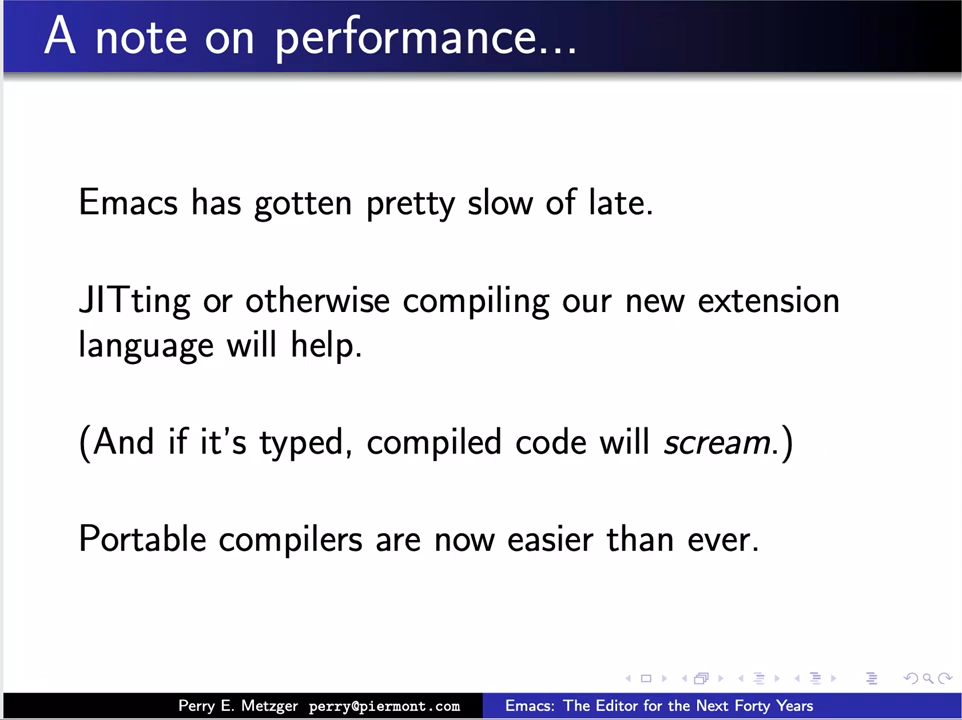 A note on performance...
Emacs has gotten pretty slow of late.
JITting or otherwise compiling our new extension
language will help.
(And if it's typed, compiled code will scream.)
Portable compilers are now easier than ever.
Perry E. Metzger perry@piermont.com
Emacs: The Editor for the Next Forty Years